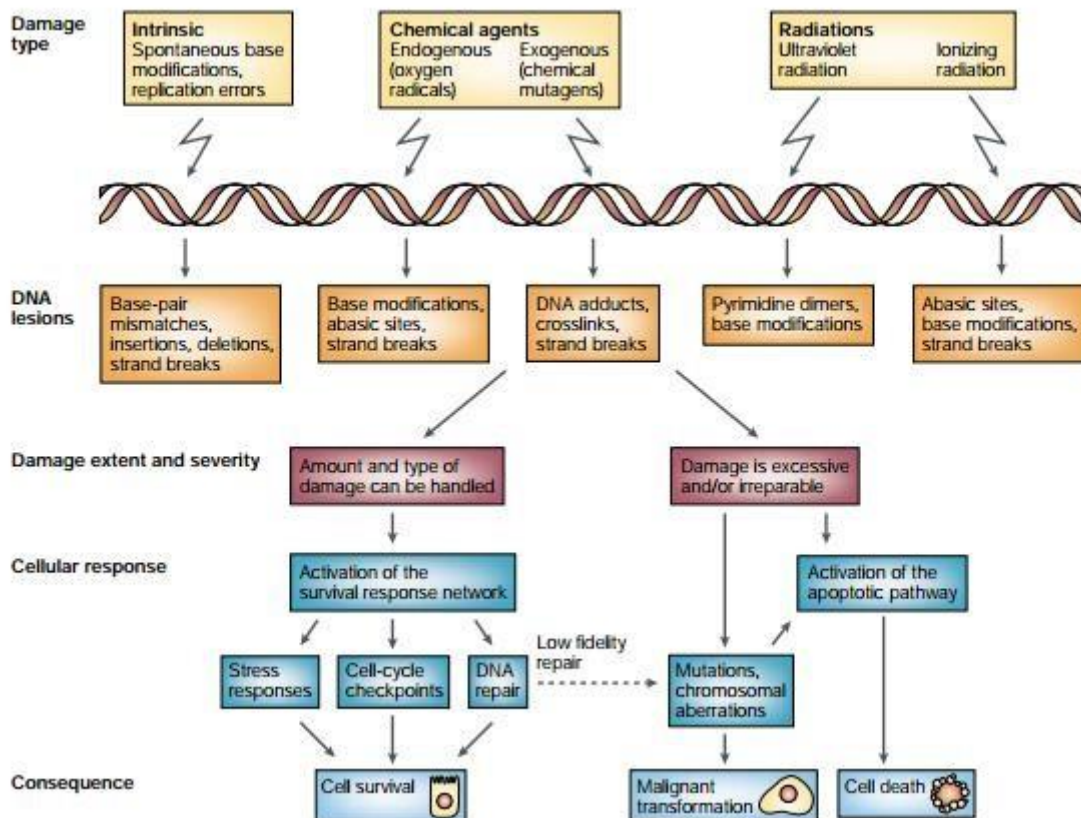 Damage
type
Intrinsic
Spontaneous base
modifications,
replication errors
Chemical agents
Endogenous
(oxygen
radicals)
Exogenous
(chemical
mutagens)
Radiations
Ultraviolet
radiation
Ionizing
radiation
DNA
lesions
Base-pair
mismatches,
insertions, deletions,
strand breaks
Base modifications,
abasic sites,
strand breaks
DNA adducts,
crosslinks,
strand breaks
Pyrimidine dimers,
base modifications
Abasic sites,
base modifications,
strand breaks
Damage extent and severity
Amount and type of
damage can be handled
Damage is excessive
and/or irreparable
Cellular response
Activation of the
survival response network
Activation of the
apoptotic pathway
Stress
responses
Cell-cycle
checkpoints
DNA
repair
Low fidelity
repair
Mutations,
chromosomal
aberrations
Consequence
Cell survival
Malignant
transformation
Cell death